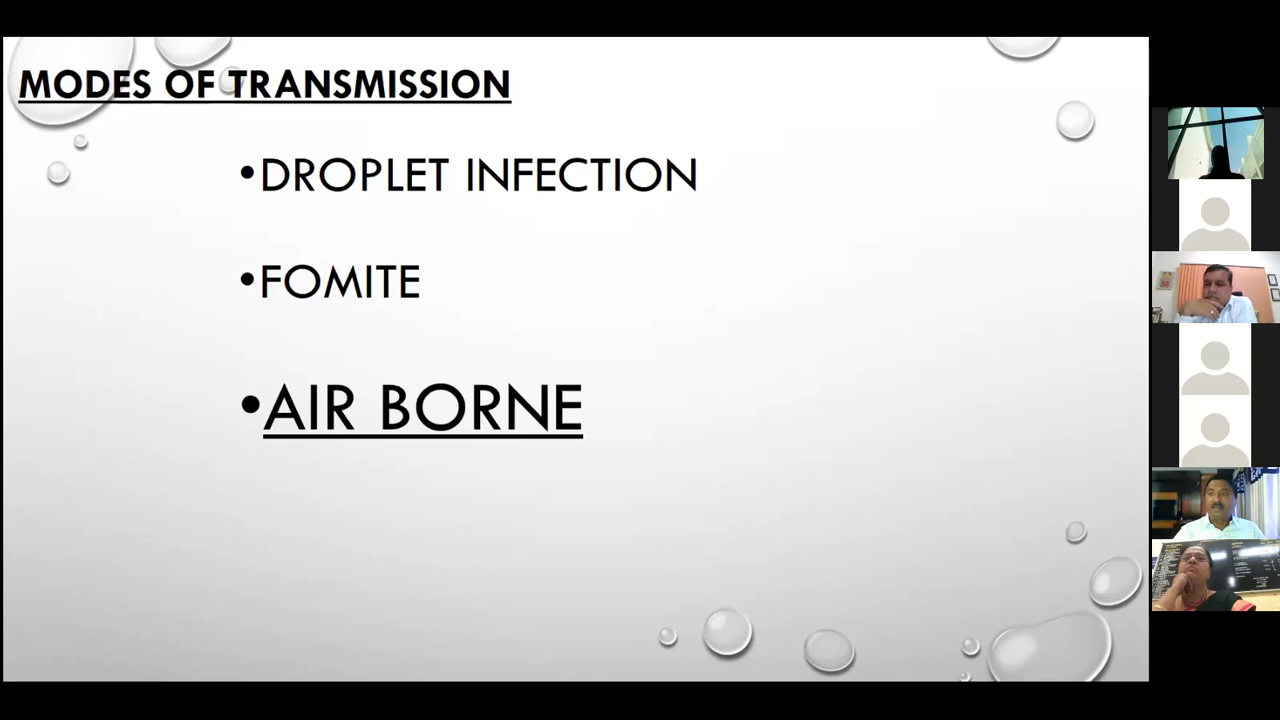 MODES OF TRANSMISSION
•DROPLET INFECTION
•FOMITE
•AIR BORNE